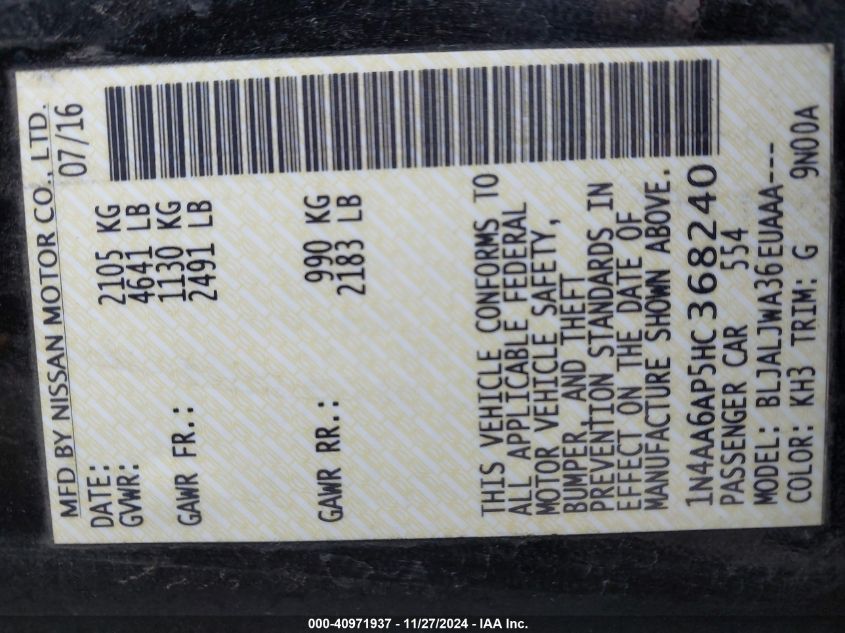 MFD BY NISSAN MOTOR CO., LTD.
DATE: 07/16
GVWR: 2105 KG
4641 LB
GAWR FR.: 1130 KG
2491 LB
GAWR RR.: 990 KG
2183 LB
THIS VEHICLE CONFORMS TO
ALL APPLICABLE FEDERAL
MOTOR VEHICLE SAFETY,
BUMPER, AND THEFT
PREVENTION STANDARDS IN
EFFECT ON THE DATE OF
MANUFACTURE SHOWN ABOVE.
1N4AA6AP5HC368240
PASSENGER CAR 554
MODEL: BLJALJWA36EUAAA---
COLOR: KH3 TRIM: G 9N00A
000-40971937 - 11/27/2024 - IAA Inc.